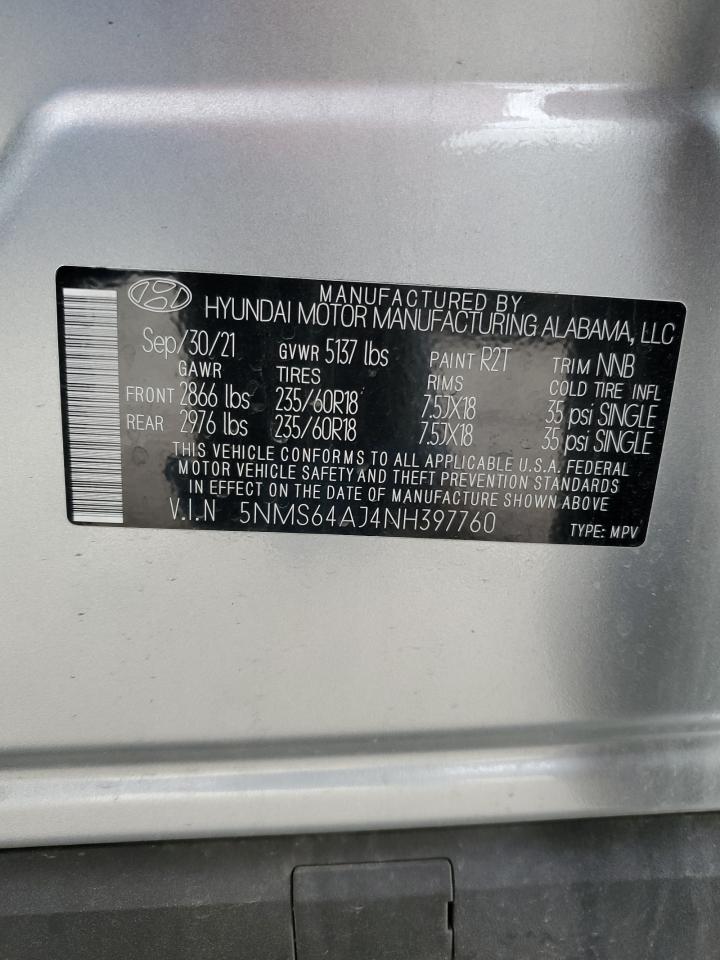 MANUFACTURED BY
HYUNDAI MOTOR MANUFACTURING ALABAMA, LLC
Sep/30/21 GVWR 5137 lbs PAINT R2T TRIM NNB
GAWR TIRES RIMS COLD TIRE INFL
FRONT 2866 lbs 235/60R18 7.5JX18 35 psi SINGLE
REAR 2976 lbs 235/60R18 7.5JX18 35 psi SINGLE
THIS VEHICLE CONFORMS TO ALL APPLICABLE U.S.A. FEDERAL
MOTOR VEHICLE SAFETY AND THEFT PREVENTION STANDARDS
IN EFFECT ON THE DATE OF MANUFACTURE SHOWN ABOVE
V.I.N 5NMS64AJ4NH397760 TYPE: MPV